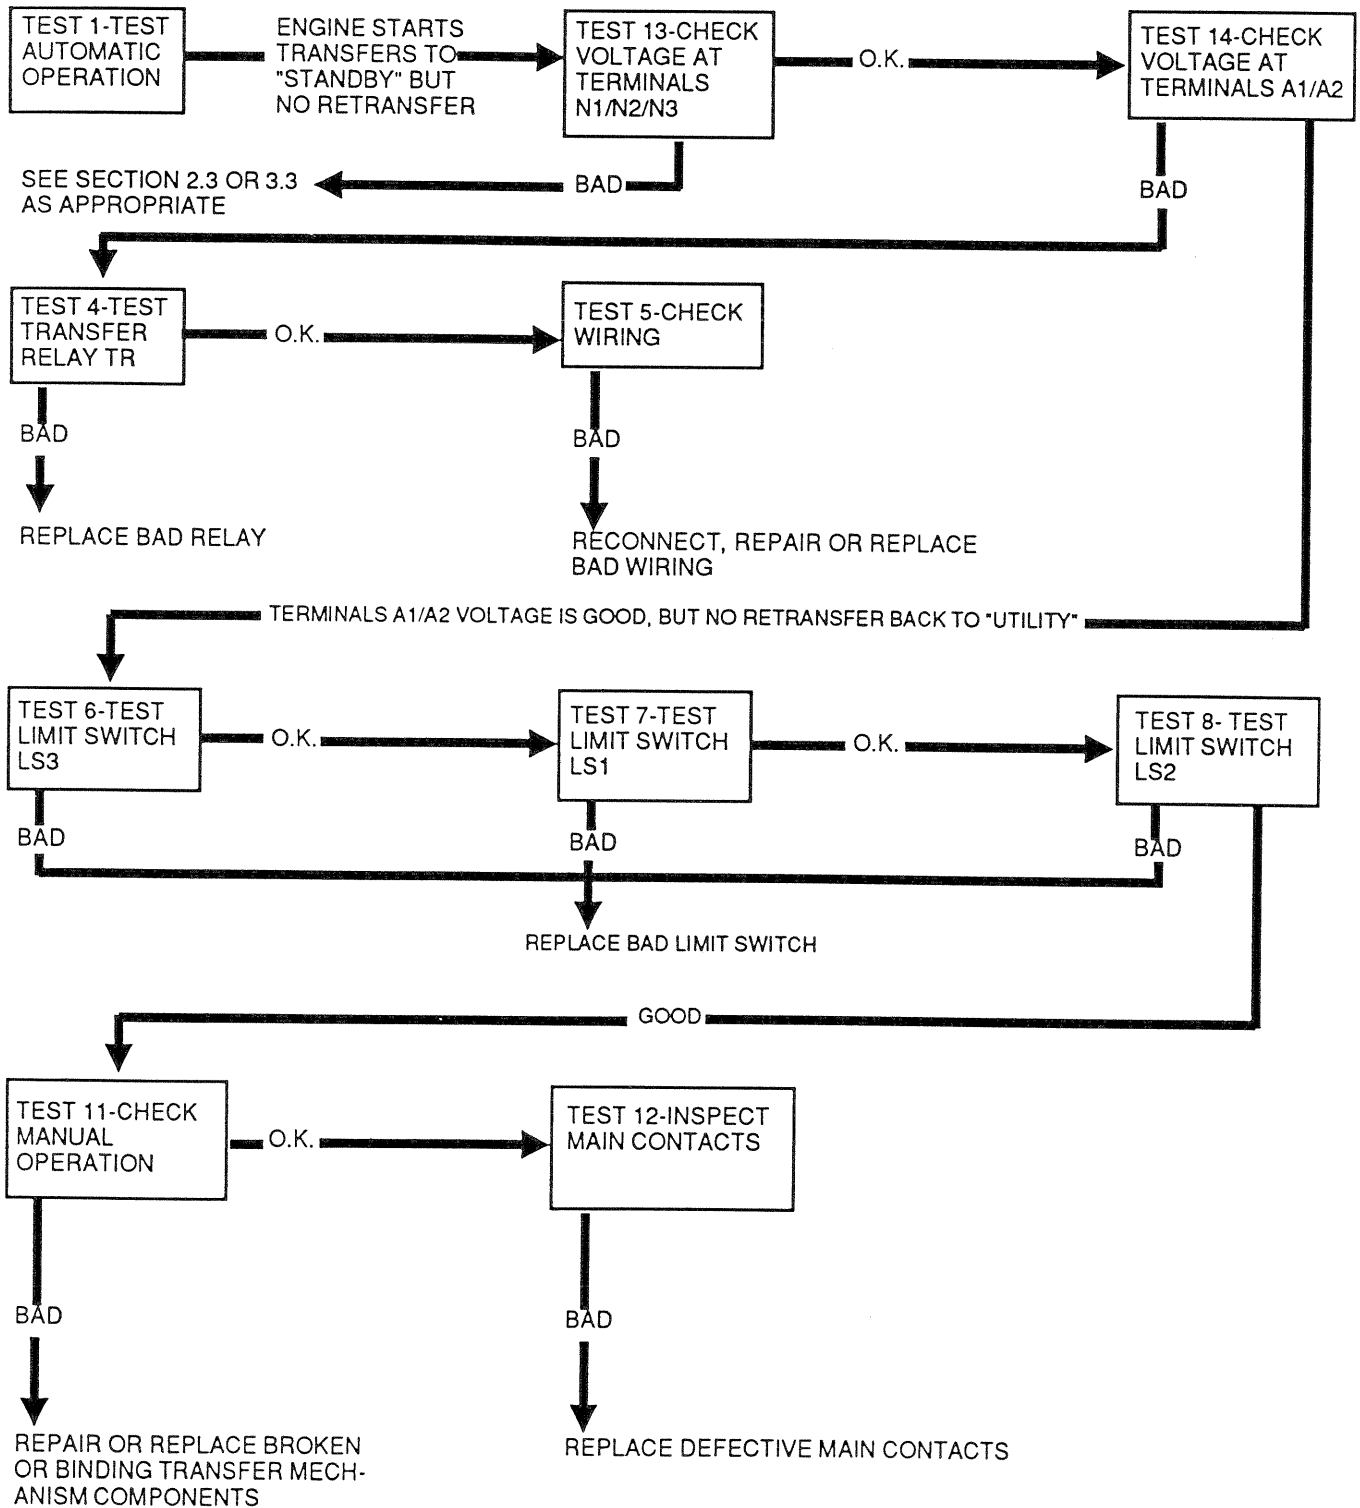 TEST 1-TEST
AUTOMATIC
OPERATION
ENGINE STARTS
TRANSFERS TO
"STANDBY" BUT
NO RETRANSFER
TEST 13-CHECK
VOLTAGE AT
TERMINALS
N1/N2/N3
O.K.
TEST 14-CHECK
VOLTAGE AT
TERMINALS A1/A2
SEE SECTION 2.3 OR 3.3
AS APPROPRIATE
BAD
BAD
TEST 4-TEST
TRANSFER
RELAY TR
O.K.
TEST 5-CHECK
WIRING
BAD
BAD
REPLACE BAD RELAY
RECONNECT, REPAIR OR REPLACE
BAD WIRING
TERMINALS A1/A2 VOLTAGE IS GOOD, BUT NO RETRANSFER BACK TO "UTILITY"
TEST 6-TEST
LIMIT SWITCH
LS3
O.K.
TEST 7-TEST
LIMIT SWITCH
LS1
O.K.
TEST 8- TEST
LIMIT SWITCH
LS2
BAD
BAD
BAD
REPLACE BAD LIMIT SWITCH
GOOD
TEST 11-CHECK
MANUAL
OPERATION
O.K.
TEST 12-INSPECT
MAIN CONTACTS
BAD
BAD
REPAIR OR REPLACE BROKEN
OR BINDING TRANSFER MECH-
ANISM COMPONENTS
REPLACE DEFECTIVE MAIN CONTACTS